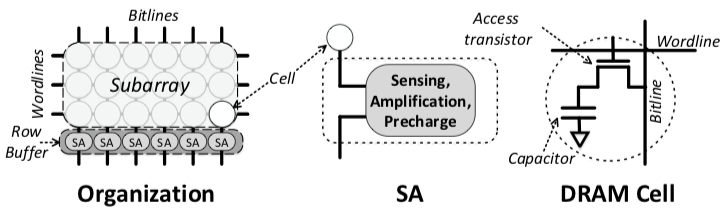 Bitlines
Wordlines
Subarray
Cell
Row
Buffer
SA SA SA SA SA SA
Organization
Sensing,
Amplification,
Precharge
SA
Access
transistor
Wordline
Bitline
Capacitor
DRAM Cell